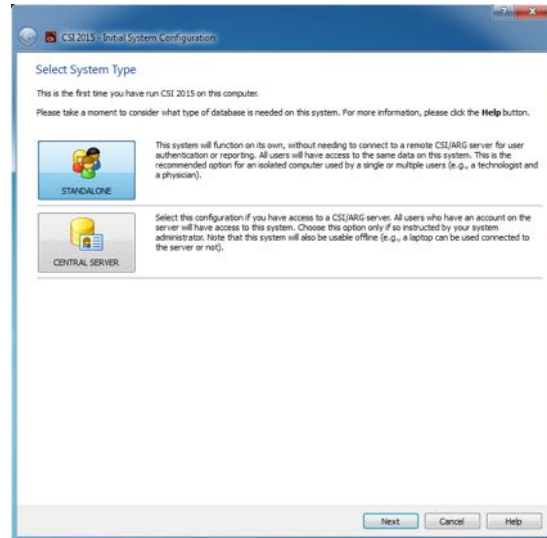 CSI 2015 - Initial System Configuration
Select System Type
This is the first time you have run CSI 2015 on this computer.
Please take a moment to consider what type of database is needed on this system. For more information, please click the Help button.
STANDALONE
This system will function on its own, without needing to connect to a remote CSI/ARG server for user
authentication or reporting. All users will have access to the same data on this system. This is the
recommended option for an isolated computer used by a single or multiple users (e.g., a technologist and
a physician).
CENTRAL SERVER
Select this configuration if you have access to a CSI/ARG server. All users who have an account on the
server will have access to this system. Choose this option only if so instructed by your system
administrator. Note that this system will also be usable offline (e.g., a laptop can be used connected to
the server or not).
Next Cancel Help